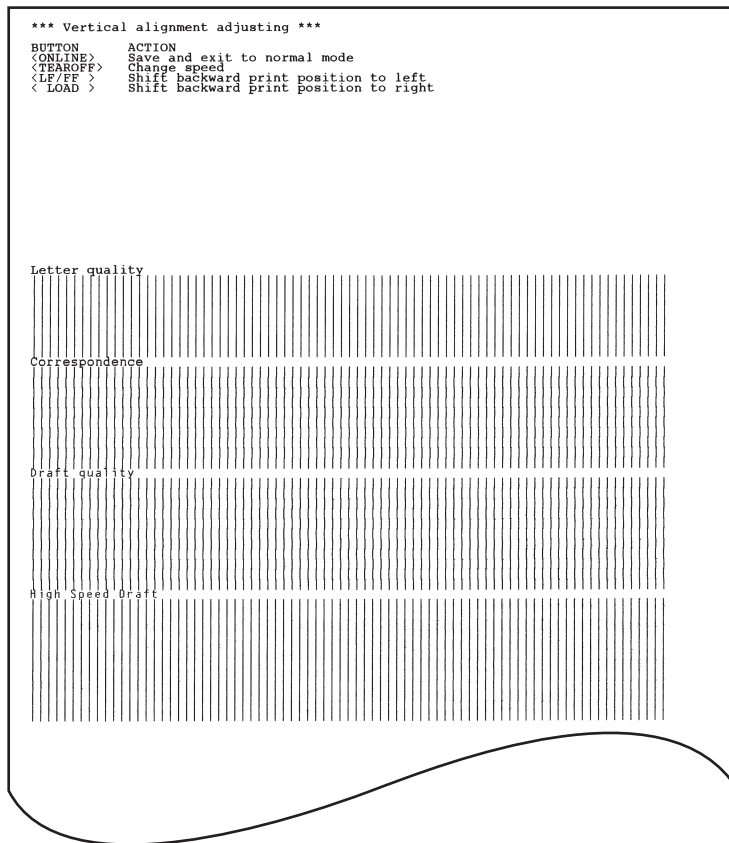 *** Vertical alignment adjusting ***
BUTTON ACTION
<ONLINE> Save and exit to normal mode
<TEAROFF> Change speed
<LF/FF > Shift backward print position to left
< LOAD > Shift backward print position to right
Letter quality
Correspondence
Draft quality
High Speed Draft